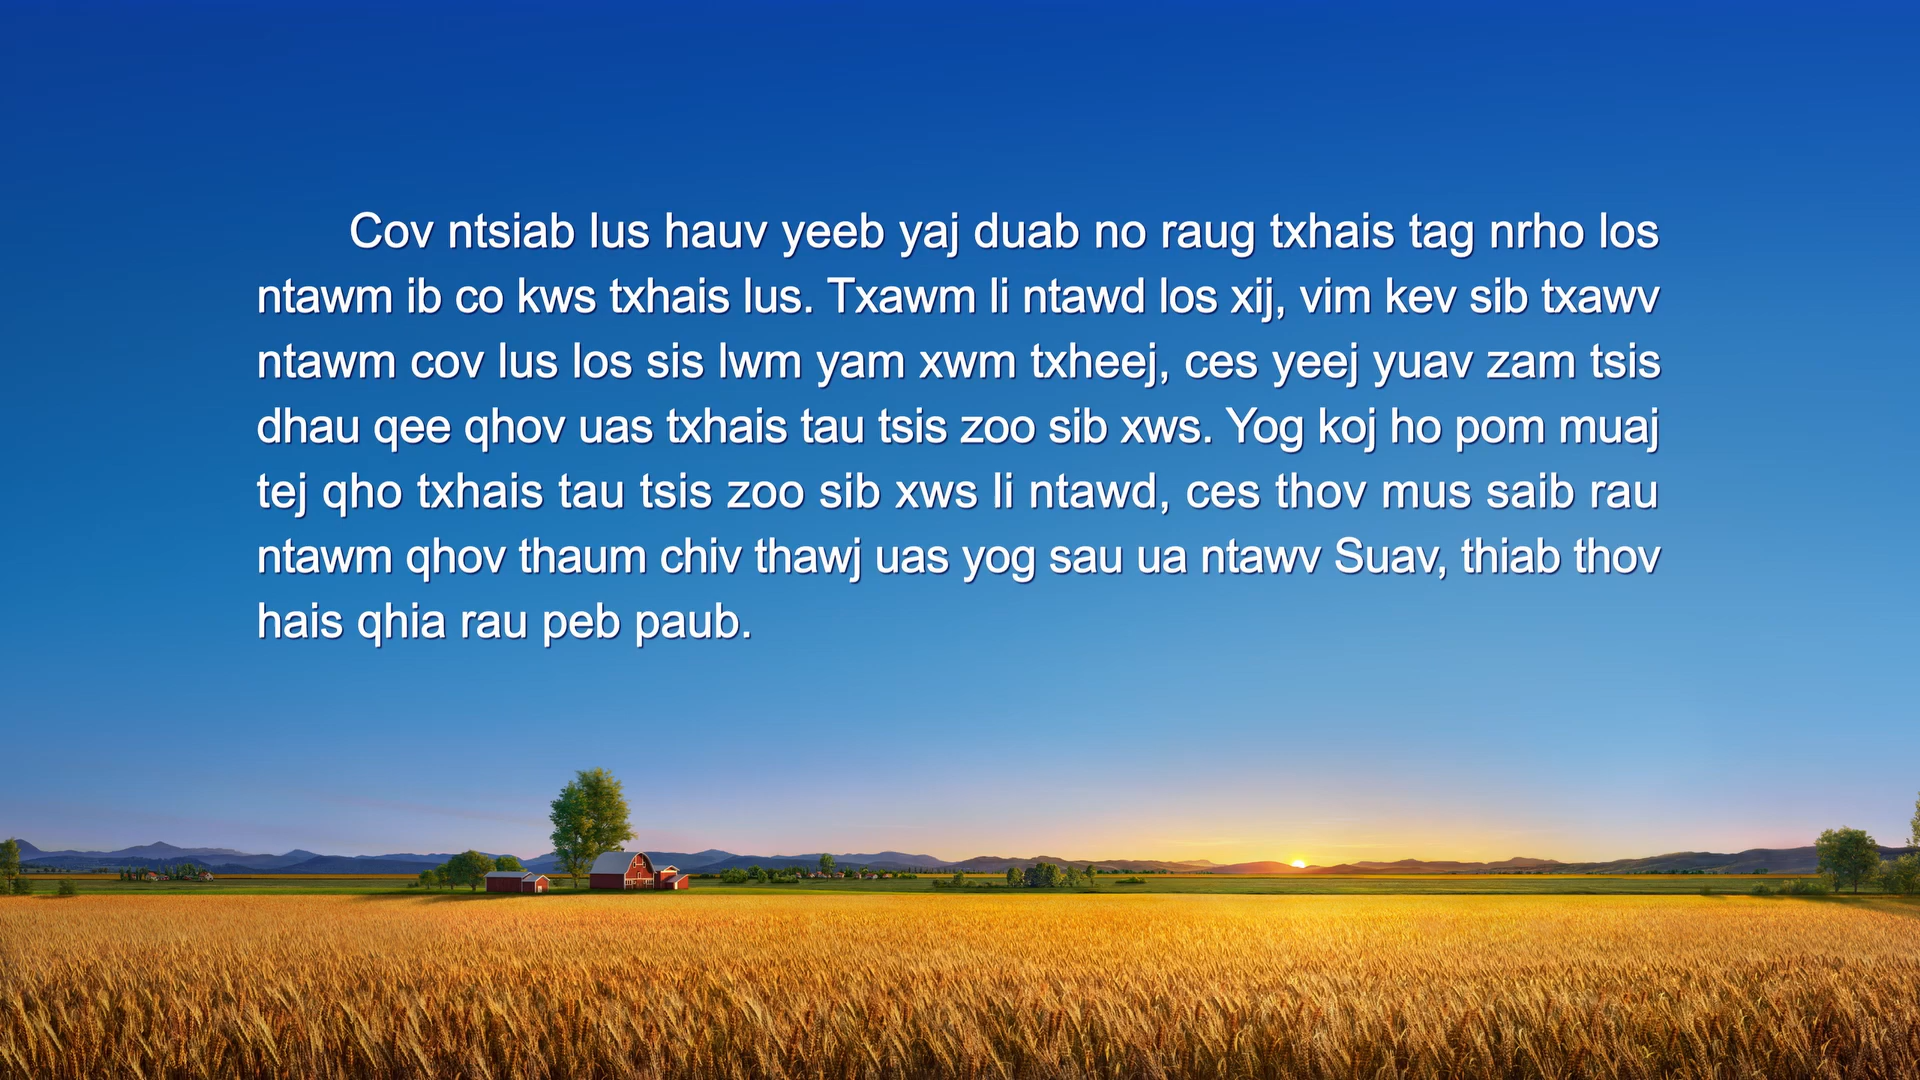 Cov ntsiab lus hauv yeeb yaj duab no raug txhais tag nrho los
ntawm ib co kws txhais lus. Txawm li ntawd los xij, vim kev sib txawv
ntawm cov lus los sis lwm yam xwm txheej, ces yeej yuav zam tsis
dhau qee qhov uas txhais tau tsis zoo sib xws. Yog koj ho pom muaj
tej qho txhais tau tsis zoo sib xws li ntawd, ces thov mus saib rau
ntawm qhov thaum chiv thawj uas yog sau ua ntawv Suav, thiab thov
hais qhia rau peb paub.